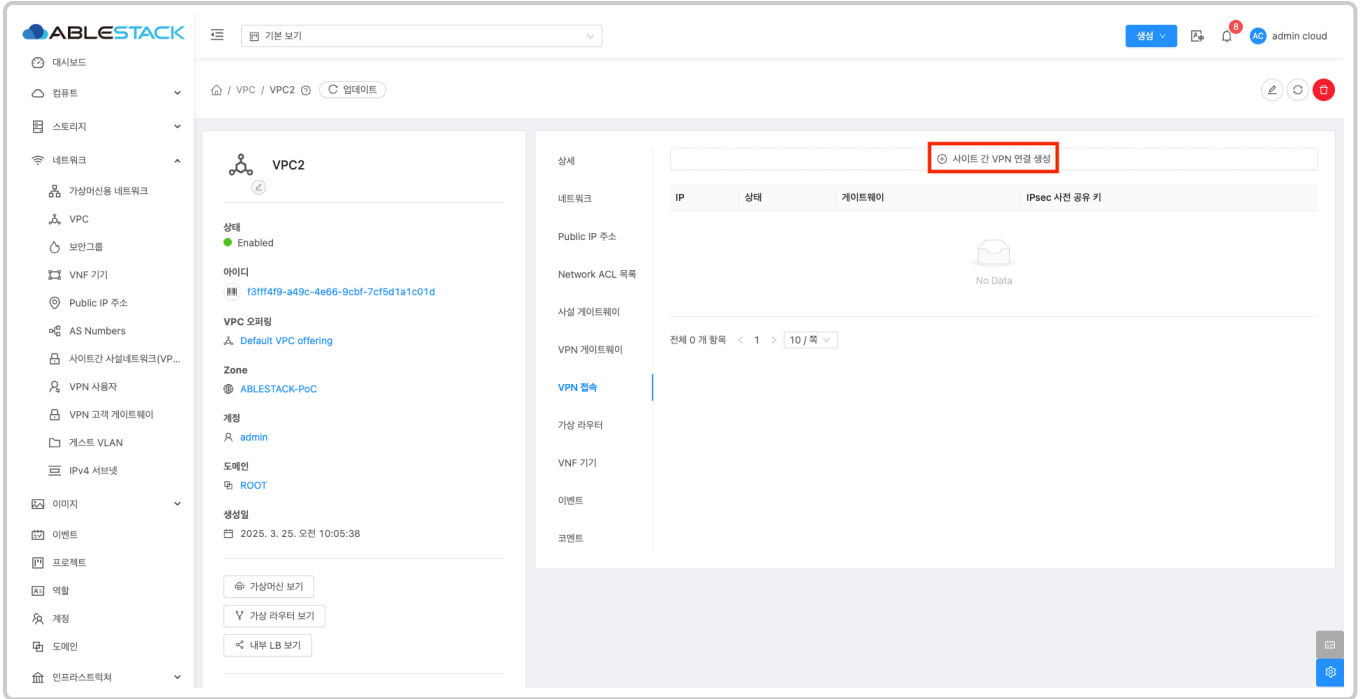 ABLESTACK
기본 보기
생성
8
AC
admin cloud
대시보드
컴퓨트
스토리지
네트워크
가상머신용 네트워크
VPC
보안그룹
VNF 기기
Public IP 주소
AS Numbers
사이트간 사설네트워크(VP...
VPN 사용자
VPN 고객 게이트웨이
게스트 VLAN
IPv4 서브넷
이미지
이벤트
프로젝트
역할
계정
도메인
인프라스트럭쳐
/ VPC / VPC2
업데이트
VPC2
상태
Enabled
아이디
f3fff4f9-a49c-4e66-9cbf-7cf5d1a1c01d
VPC 오퍼링
Default VPC offering
Zone
ABLESTACK-PoC
계정
admin
도메인
ROOT
생성일
2025. 3. 25. 오전 10:05:38
가상머신 보기
가상 라우터 보기
내부 LB 보기
상세
네트워크
Public IP 주소
Network ACL 목록
사설 게이트웨이
VPN 게이트웨이
VPN 접속
가상 라우터
VNF 기기
이벤트
코멘트
사이트 간 VPN 연결 생성
IP 상태 게이트웨이 IPsec 사전 공유 키
No Data
전체 0 개 항목 < 1 > 10 / 쪽